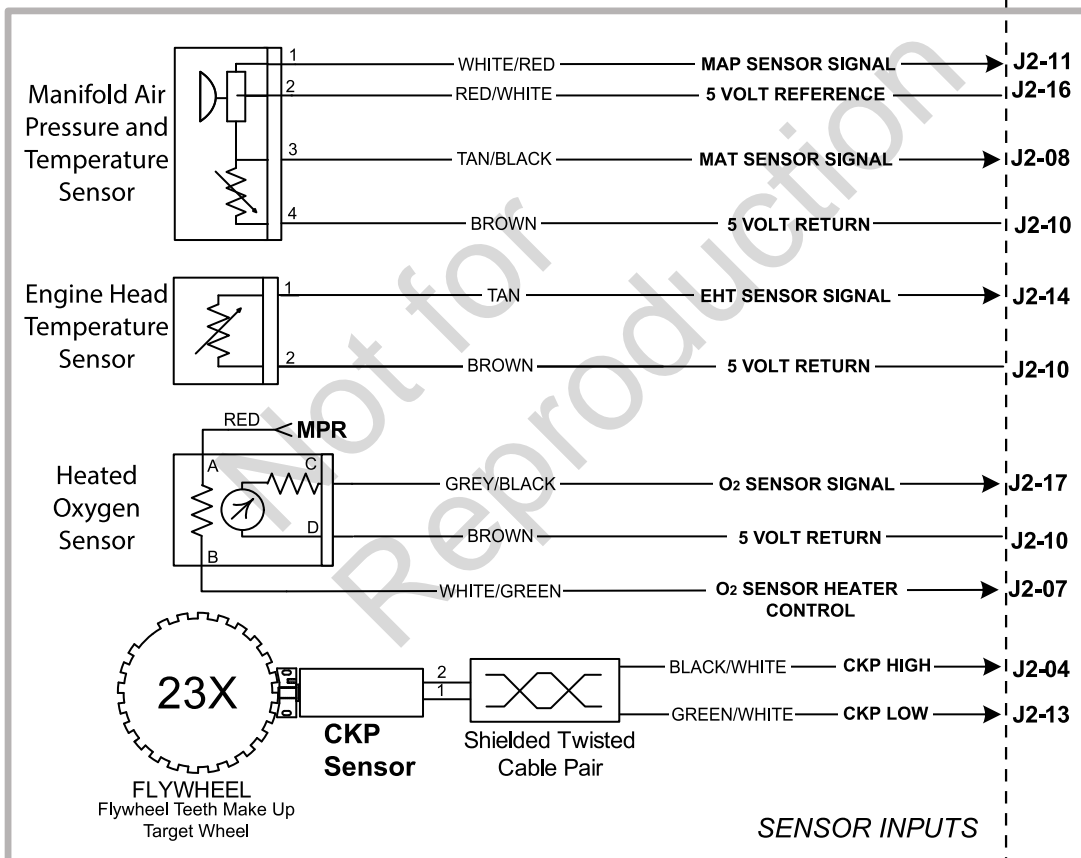 Manifold Air
Pressure and
Temperature
Sensor
1 WHITE/RED MAP SENSOR SIGNAL J2-11
2 RED/WHITE 5 VOLT REFERENCE J2-16
3 TAN/BLACK MAT SENSOR SIGNAL J2-08
4 BROWN 5 VOLT RETURN J2-10
Engine Head
Temperature
Sensor
1 TAN EHT SENSOR SIGNAL J2-14
2 BROWN 5 VOLT RETURN J2-10
RED MPR
Heated
Oxygen
Sensor
A C GREY/BLACK O2 SENSOR SIGNAL J2-17
D BROWN 5 VOLT RETURN J2-10
B WHITE/GREEN O2 SENSOR HEATER J2-07
CONTROL
23X
2 BLACK/WHITE CKP HIGH J2-04
1 GREEN/WHITE CKP LOW J2-13
CKP
Sensor
Shielded Twisted
Cable Pair
FLYWHEEL
Flywheel Teeth Make Up
Target Wheel
SENSOR INPUTS
Not for
Reproduction